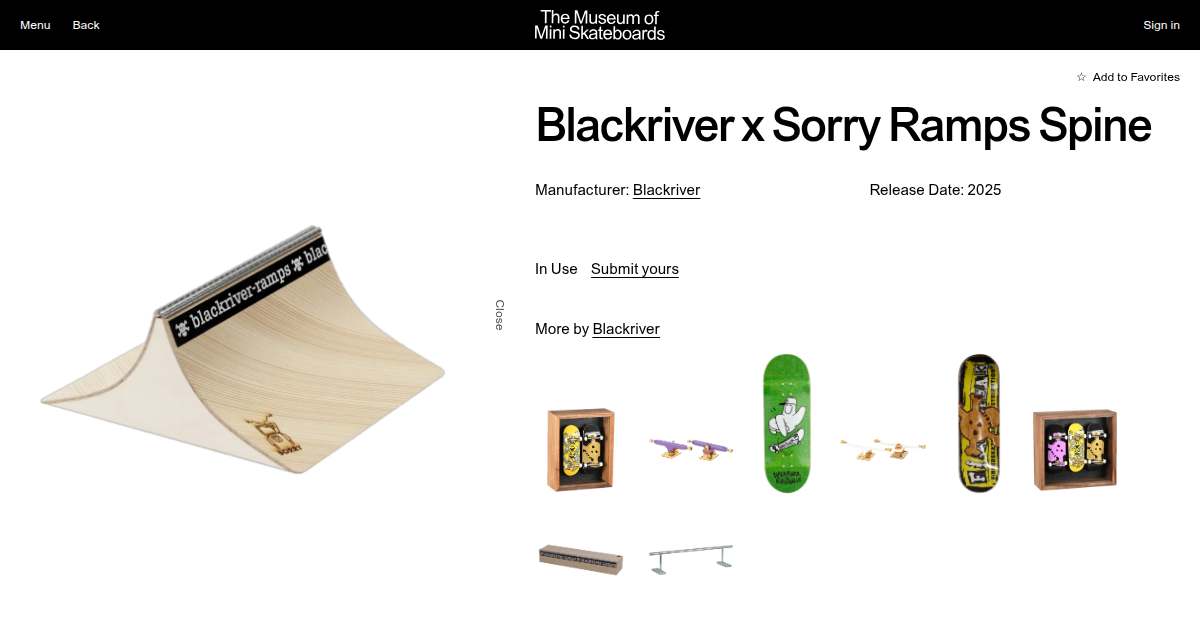 Menu
Back
The Museum of
Mini Skateboards
Sign in
☆ Add to Favorites
Blackriver x Sorry Ramps Spine
Manufacturer: Blackriver
Release Date: 2025
blackriver-ramps blac
Close
In Use Submit yours
More by Blackriver